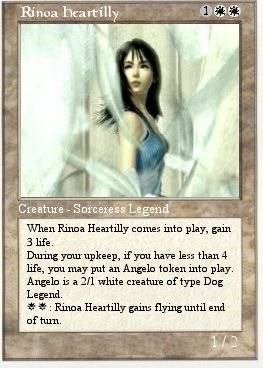 Rinoa Heartilly 1
Creature - Sorceress Legend
When Rinoa Heartilly comes into play, gain
3 life.
During your upkeep, if you have less than 4
life, you may put an Angelo token into play.
Angelo is a 2/1 white creature of type Dog
Legend.
: Rinoa Heartilly gains flying until end
of turn.
1/2